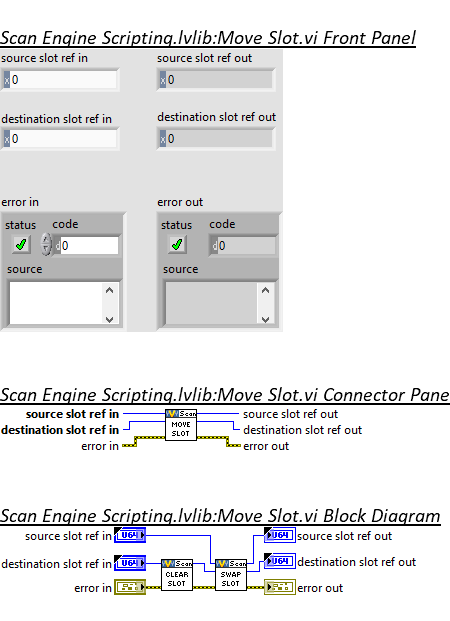 Scan Engine Scripting.lvlib:Move Slot.vi Front Panel
source slot ref in source slot ref out
x 0 x 0
destination slot ref in destination slot ref out
x 0 x 0
error in error out
status code status code
d 0 d 0
source source
Scan Engine Scripting.lvlib:Move Slot.vi Connector Pane
source slot ref in Scan source slot ref out
destination slot ref in MOVE destination slot ref out
error in SLOT error out
Scan Engine Scripting.lvlib:Move Slot.vi Block Diagram
source slot ref in U64 U64 source slot ref out
destination slot ref in U64 Scan Scan U64 destination slot ref out
CLEAR SWAP
error in SLOT SLOT error out